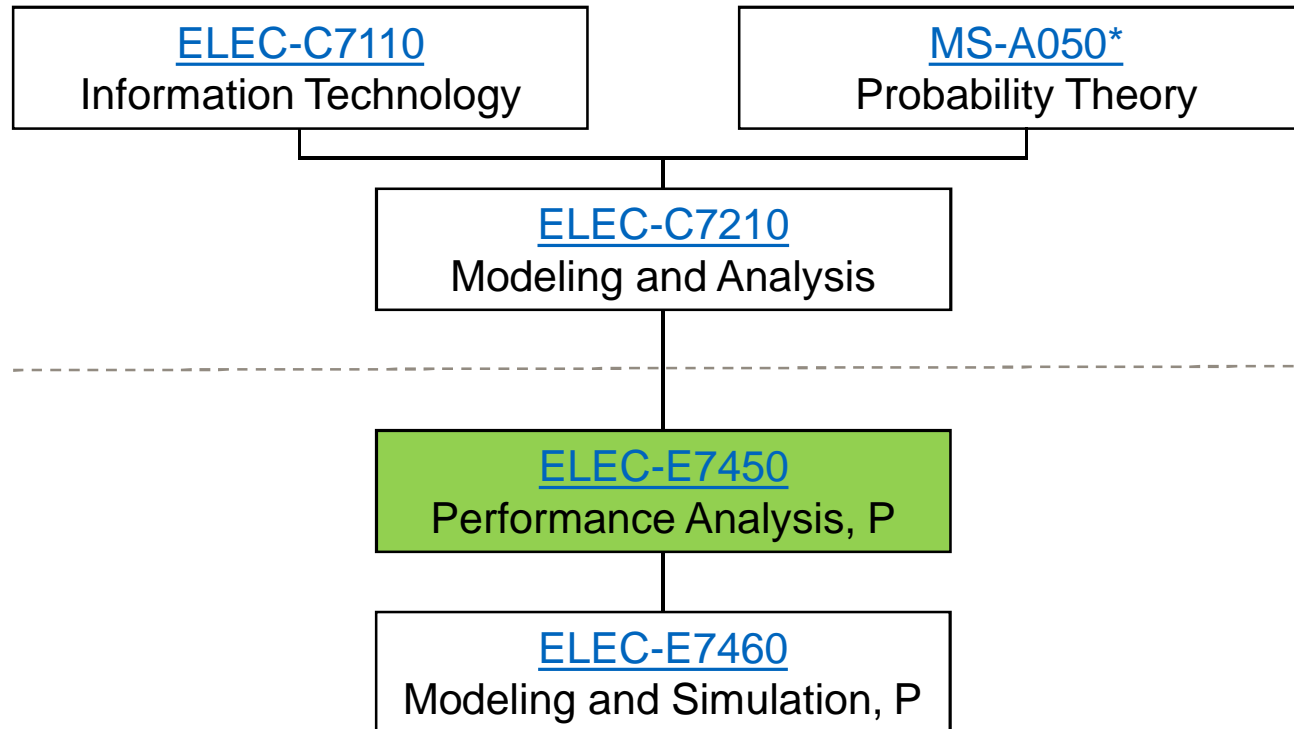 ELEC-C7110
Information Technology
MS-A050*
Probability Theory
ELEC-C7210
Modeling and Analysis
ELEC-E7450
Performance Analysis, P
ELEC-E7460
Modeling and Simulation, P